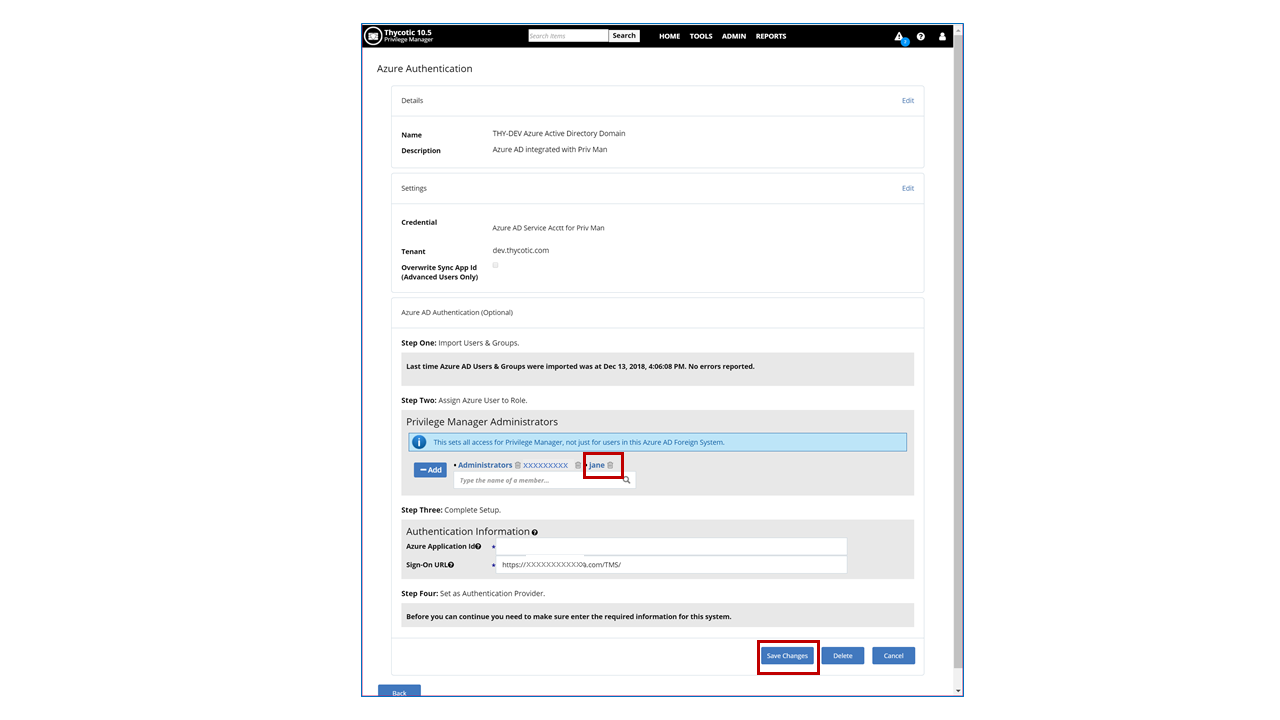 Thycotic 10.5
Privilege Manager
Search items
Search
HOME TOOLS ADMIN REPORTS
?
Azure Authentication
Details Edit
Name THY-DEV Azure Active Directory Domain
Description Azure AD integrated with Priv Man
Settings Edit
Credential Azure AD Service Acctt for Priv Man
Tenant dev.thycotic.com
Overwrite Sync App Id
(Advanced Users Only)
Azure AD Authentication (Optional)
Step One: Import Users & Groups.
Last time Azure AD Users & Groups were imported was at Dec 13, 2018, 4:06:08 PM. No errors reported.
Step Two: Assign Azure User to Role.
Privilege Manager Administrators
i This sets all access for Privilege Manager, not just for users in this Azure AD Foreign System.
Add • Administrators XXXXXXXXX • jane
Type the name of a member...
Step Three: Complete Setup.
Authentication Information ?
Azure Application Id ? *
Sign-On URL ? * https://XXXXXXXXXXXX.com/TMS/
Step Four: Set as Authentication Provider.
Before you can continue you need to make sure enter the required information for this system.
Save Changes Delete Cancel
Back